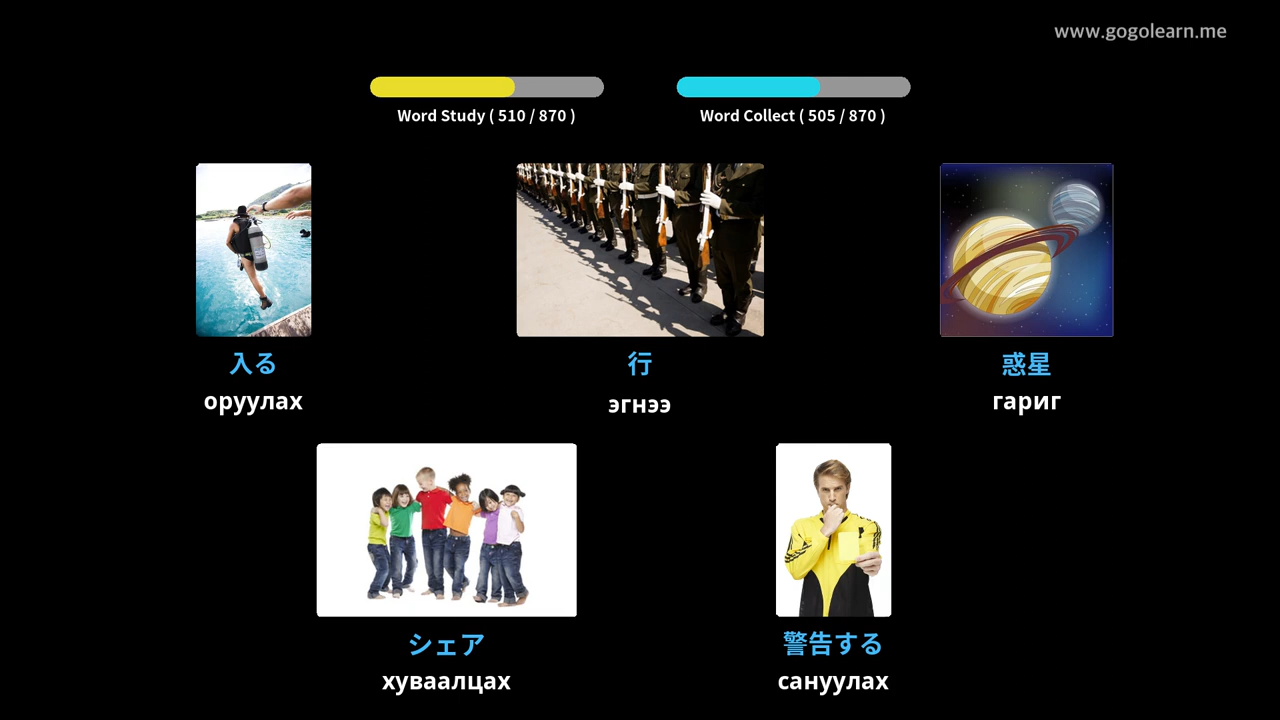 www.gogolearn.me
Word Study ( 510 / 870 )
Word Collect ( 505 / 870 )
入る
оруулах
行
эгнээ
惑星
гариг
シェア
хуваалцах
警告する
сануулах